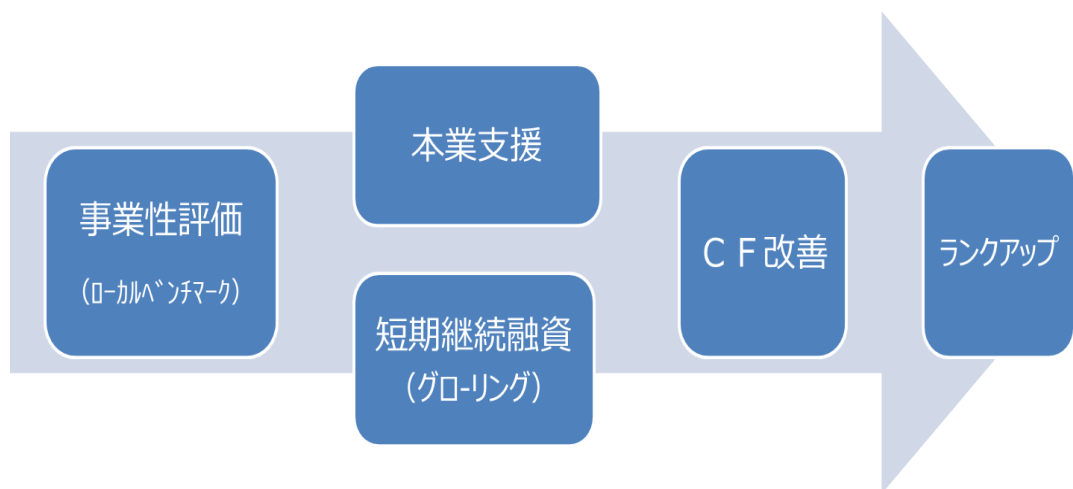 事業性評価
（ﾛｰｶﾙﾍﾞﾝﾁﾏｰｸ）
本業支援
短期継続融資
（グローリング）
ＣＦ改善
ランクアップ